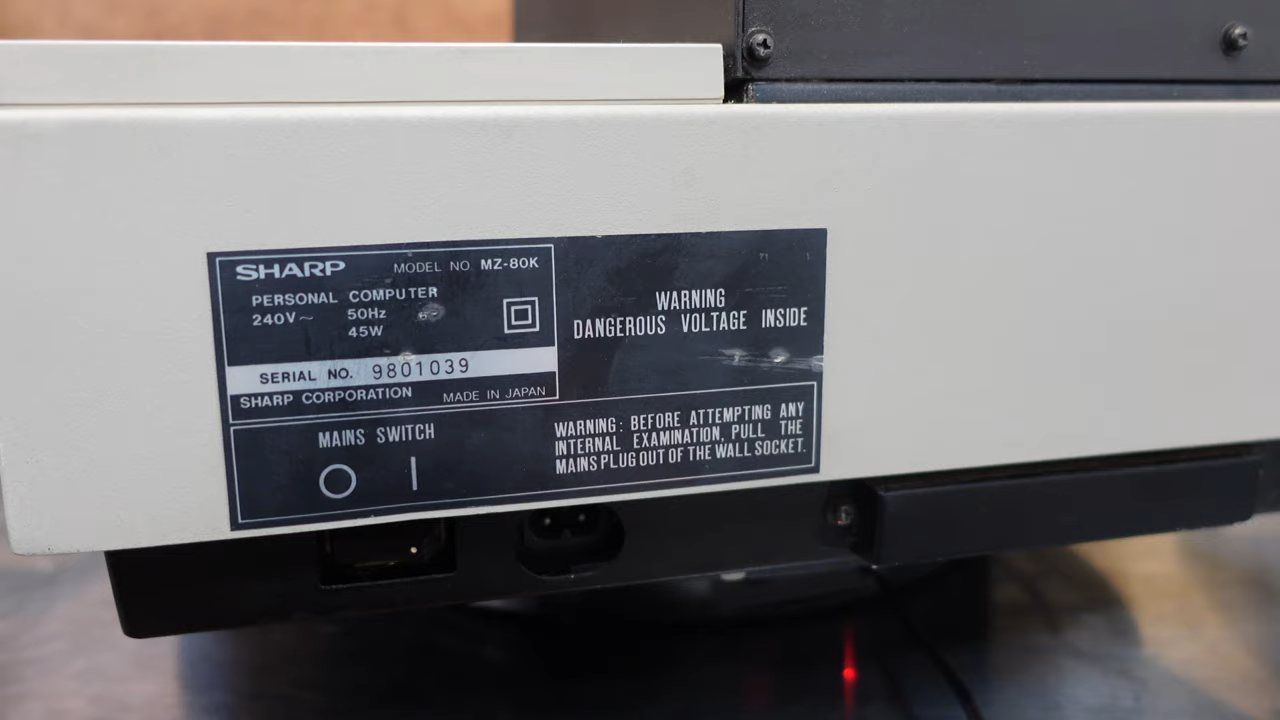 SHARP MODEL NO. MZ-80K
PERSONAL COMPUTER
240V~ 50Hz
45W
SERIAL NO. 9801039
SHARP CORPORATION MADE IN JAPAN
WARNING
DANGEROUS VOLTAGE INSIDE
MAINS SWITCH
O I
WARNING: BEFORE ATTEMPTING ANY
INTERNAL EXAMINATION, PULL THE
MAINS PLUG OUT OF THE WALL SOCKET.